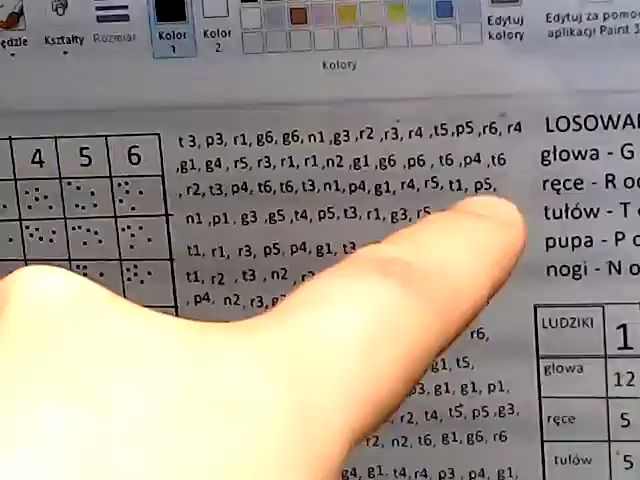 Kształty
Rozmiar
Kolor
1
Kolor
2
Edytuj
kolory
Edytuj za
aplikacji Paint
Kolory
4 5 6
t 3, p3, r1, g6, g6, n1 ,g3 ,r2 ,r3, r4 ,t5,p5 ,r6, r4
,g1, g4 , r5, r3, r1, r1,n2 ,g1 ,g6 ,p6 , t6 ,p4 ,t6
, r2, t3, p4, t6, t6, t3, n1, p4, g1, r4, r5, t1, p5,
n1 ,p1, g3 ,g5 ,t4, p5, t3, r1, g3, r5
t1, r1, r3, p5, p4, g1, t3
t1, r2 , t3 , n2 ,
, p4, n2, r3,
r6,
g1, t5,
p3, g1, g1, p1,
r2, t4, t5, p5 ,g3,
r2, n2, t6, g1, g6, r6
g4, g1, t4, r4, p3 , p4, g1,
głowa - G
ręce - R
tułów - T
pupa - P
nogi - N
LUDZIKI 1
głowa 12
ręce 5
tułów 5